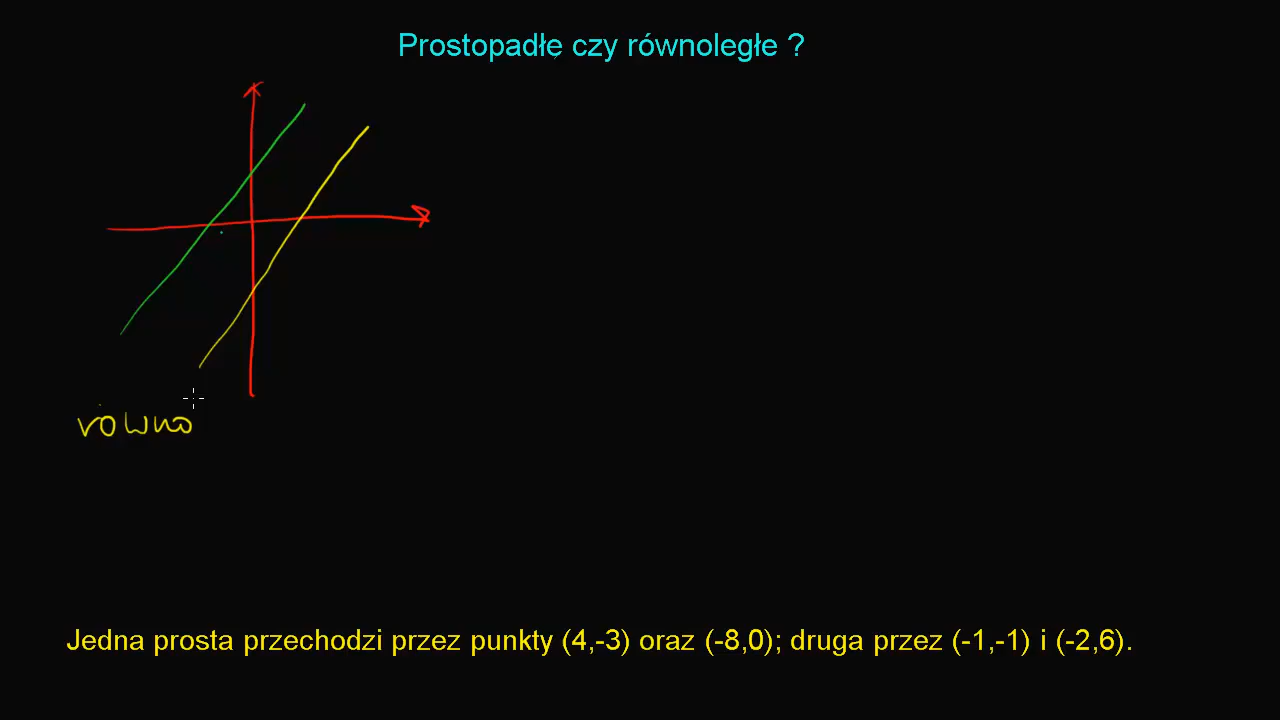 Prostopadłe czy równoległe ?
równo
Jedna prosta przechodzi przez punkty (4,-3) oraz (-8,0); druga przez (-1,-1) i (-2,6).